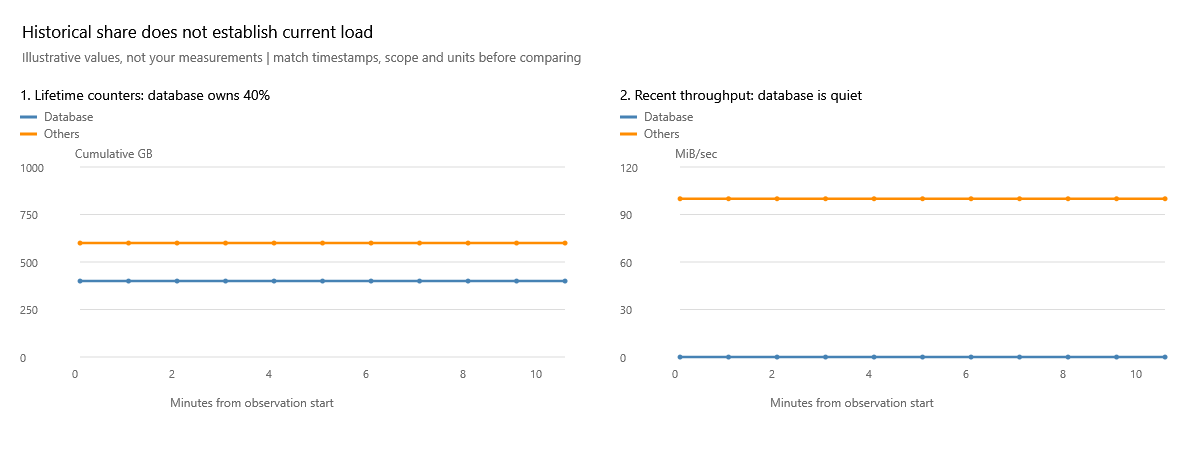 Historical share does not establish current load
Illustrative values, not your measurements | match timestamps, scope and units before comparing
1. Lifetime counters: database owns 40%
Database
Others
Cumulative GB
1000
750
500
250
0
0 2 4 6 8 10
Minutes from observation start
2. Recent throughput: database is quiet
Database
Others
MiB/sec
120
90
60
30
0
0 2 4 6 8 10
Minutes from observation start